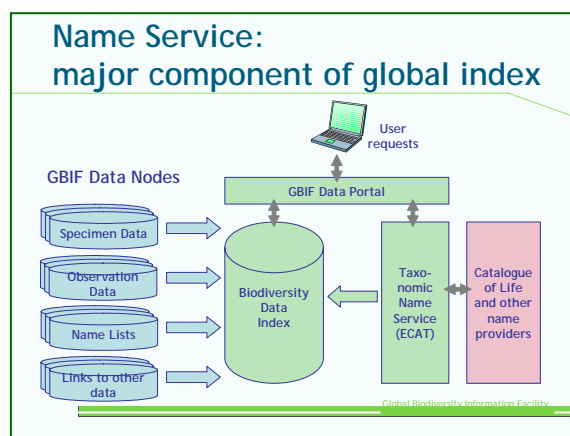 Name Service:
major component of global index
User
requests
GBIF Data Nodes
GBIF Data Portal
Specimen Data
Observation
Data
Name Lists
Links to other
data
Biodiversity
Data
Index
Taxo-
nomic
Name
Service
(ECAT)
Catalogue
of Life
and other
name
providers
Global Biodiversity Information Facility